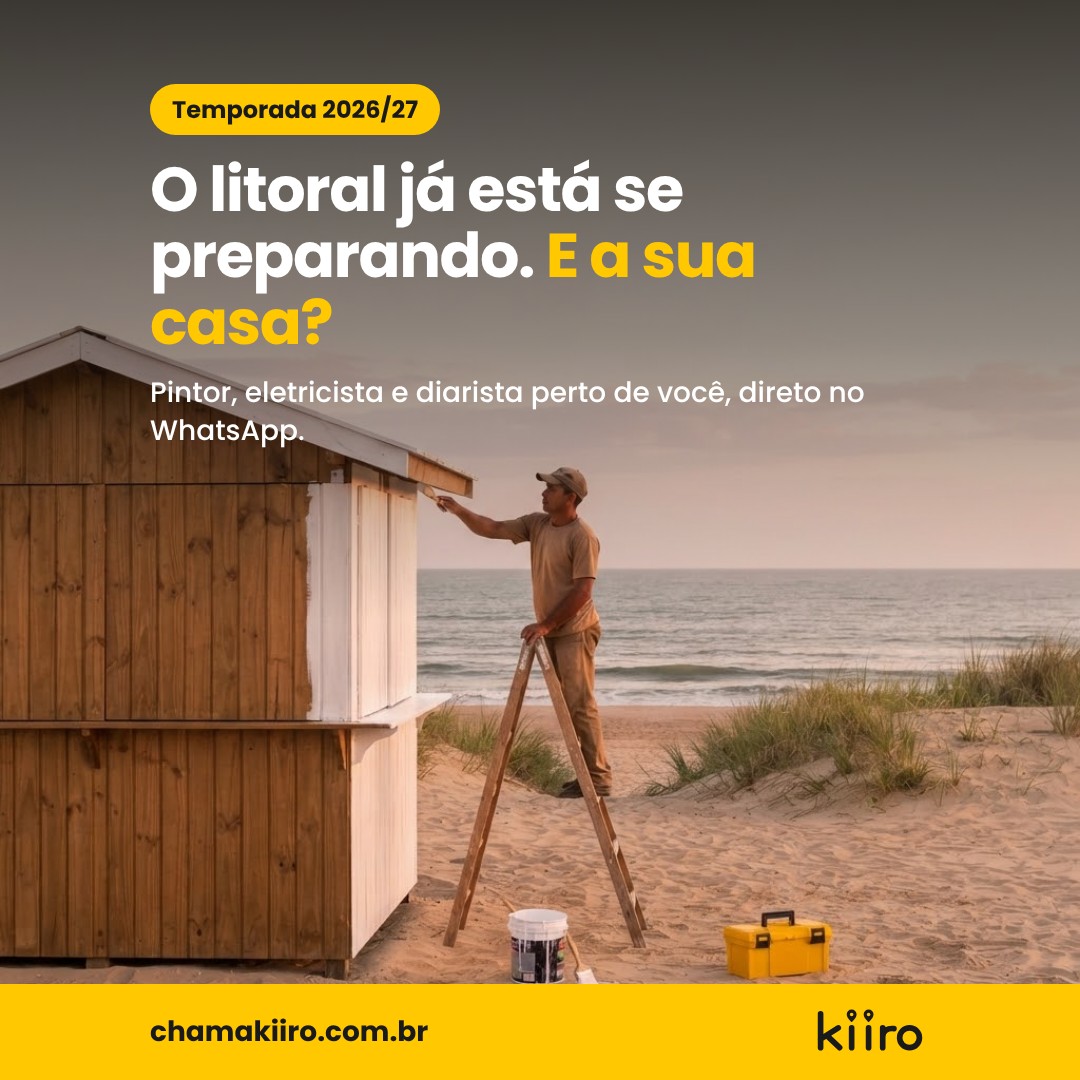 Temporada 2026/27
O litoral já está se
preparando. E a sua
casa?
Pintor, eletricista e diarista perto de você, direto no
WhatsApp.
chamakiiro.com.br
kiiro